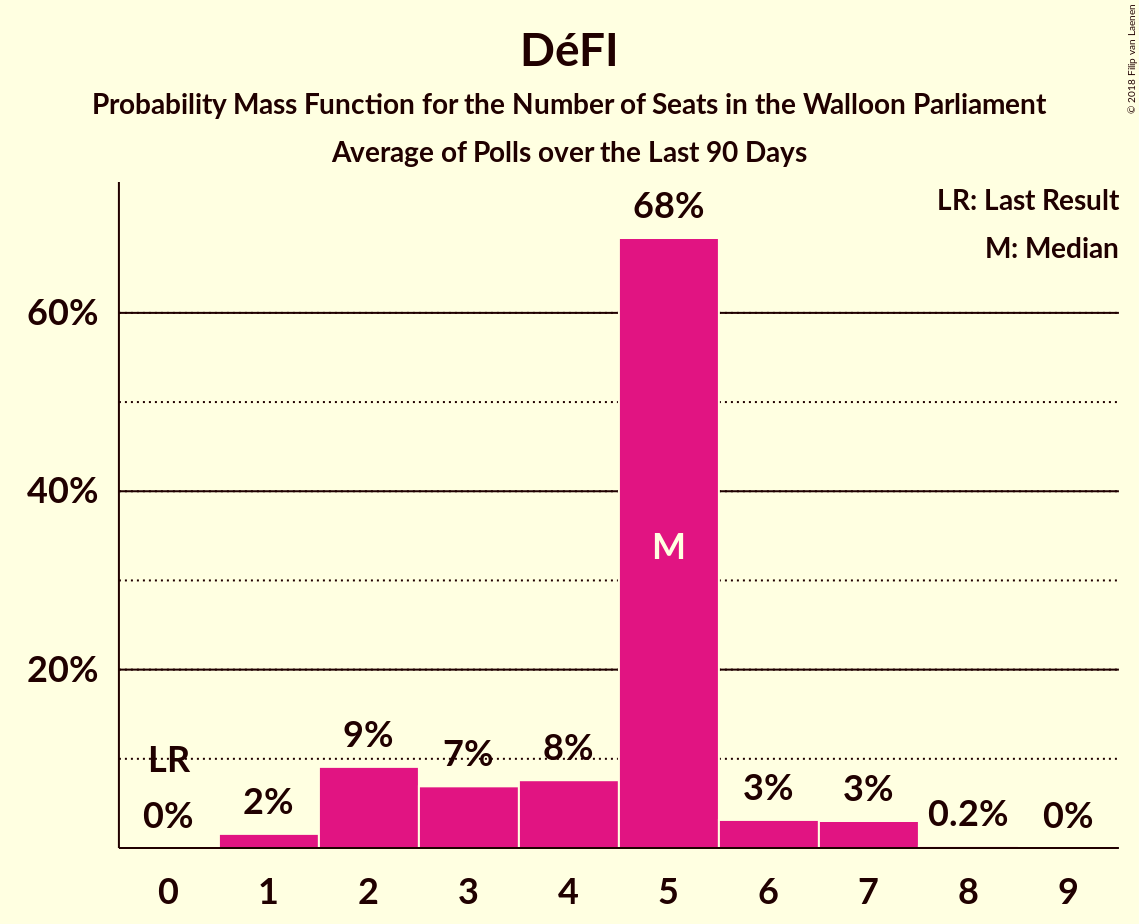 DéFI
Probability Mass Function for the Number of Seats in the Walloon Parliament
Average of Polls over the Last 90 Days
© 2018 Filip van Laenen
LR: Last Result
M: Median
68%
60%
40%
M
20%
LR
0%
2%
9%
7%
8%
3%
3%
0.2%
0%
0 1 2 3 4 5 6 7 8 9